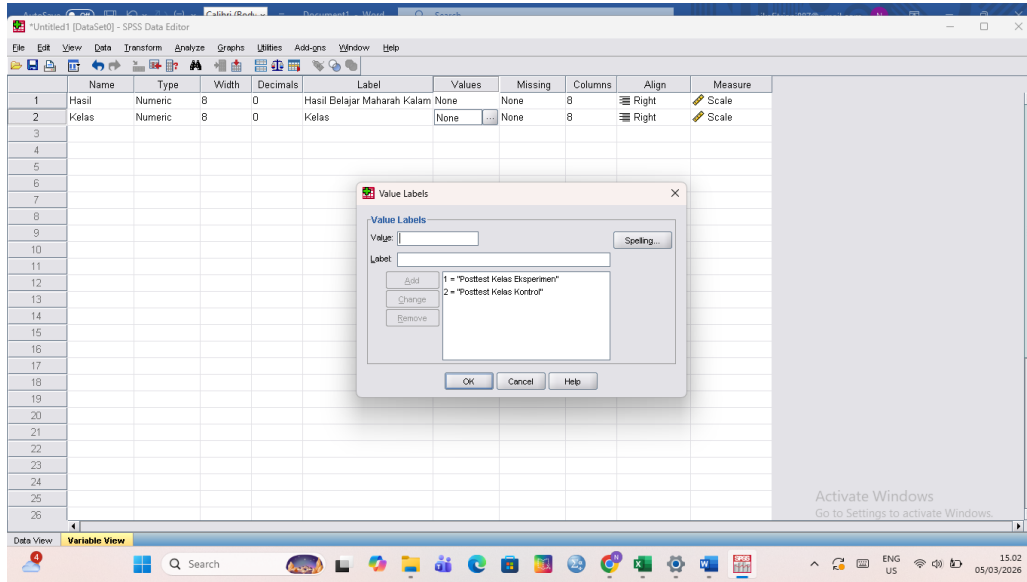 Document1 - Word
Search
*Untitled1 [DataSet0] - SPSS Data Editor
File Edit View Data Transform Analyze Graphs Utilities Add-ons Window Help
Name Type Width Decimals Label Values Missing Columns Align Measure
1 Hasil Numeric 8 0 Hasil Belajar Maharah Kalam None None 8 Right Scale
2 Kelas Numeric 8 0 Kelas None ... None 8 Right Scale
3
4
5
6
7
8
9
10
11
12
13
14
15
16
17
18
19
20
21
22
23
24
25
26
Value Labels
Value Labels
Value:
Spelling...
Label:
Add
Change
Remove
1 = "Posttest Kelas Eksperimen"
2 = "Posttest Kelas Kontrol"
OK Cancel Help
Activate Windows
Go to Settings to activate Windows.
Data View Variable View
4
Search
ENG
US
15.02
05/03/2026